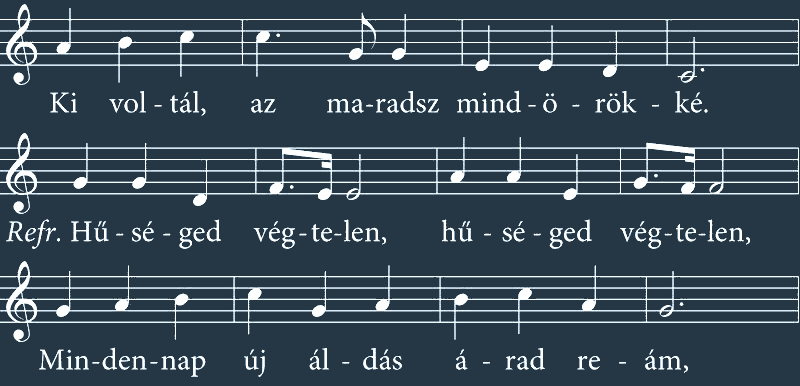 Ki vol - tál, az ma-radsz mind - ö - rök - ké.
Refr. Hű - sé - ged vég-te-len, hű - sé - ged vég-te-len,
Min-den-nap új ál - dás á - rad re - ám,